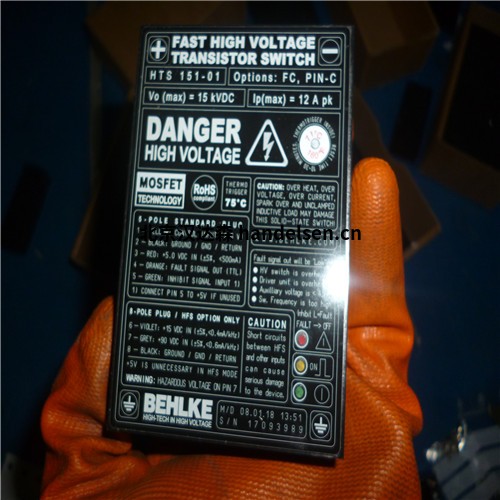 FAST HIGH VOLTAGE
TRANSISTOR SWITCH
HTS 151-01 Options: FC, PIN-C
Vo (max) = 15 kVDC Ip(max) = 12 A pk
DANGER
HIGH VOLTAGE
THERMOTRIGGER INSIDE!
MOSFET
TECHNOLOGY
RoHS
compliant
THERMO
TRIGGER
75°C
CAUTION: OVER HEAT, OVER
VOLTAGE, OVER CURRENT,
SPARK OVER AND UNCLAMPED
INDUCTIVE LOAD MAY DAMAGE
THIS SOLID-STATE SWITCH
5-POLE STANDARD
handelsen.cn
BEHLKE.COM
2 - BLACK: GROUND / GND / RETURN
3 - RED: +5.0 VDC IN (±5%, <500mA)
4 - ORANGE: FAULT SIGNAL OUT (TTL)
5 - GREEN: INHIBIT SIGNAL INPUT 1)
1) CONNECT PIN 5 TO +5V IF UNUSED
Fault signal out will be
HV switch is
Driver unit is
Auxiliary voltage is
Sw. Frequency is too
Inhibit L=Fault
FAULT OFF
ON
8-POLE PLUG / HFS OPTION ONLY
6 - VIOLET: +15 VDC IN (±5%, <0.6mA/kHz)
7 - GREY: +90 VDC IN (±5%, <0.4mA/kHz)
8 - BLACK: GROUND / GND / RETURN
+5V IS UNNECESSARY IN HFS MODE
WARNING: HAZARDOUS VOLTAGE ON PIN 7
CAUTION
Short circuits
between HFS
and other inputs
can cause
serious damage
to the device.
BEHLKE
HIGH-TECH IN HIGH VOLTAGE
M/D 08.01.18 13:51
S/N 17093989